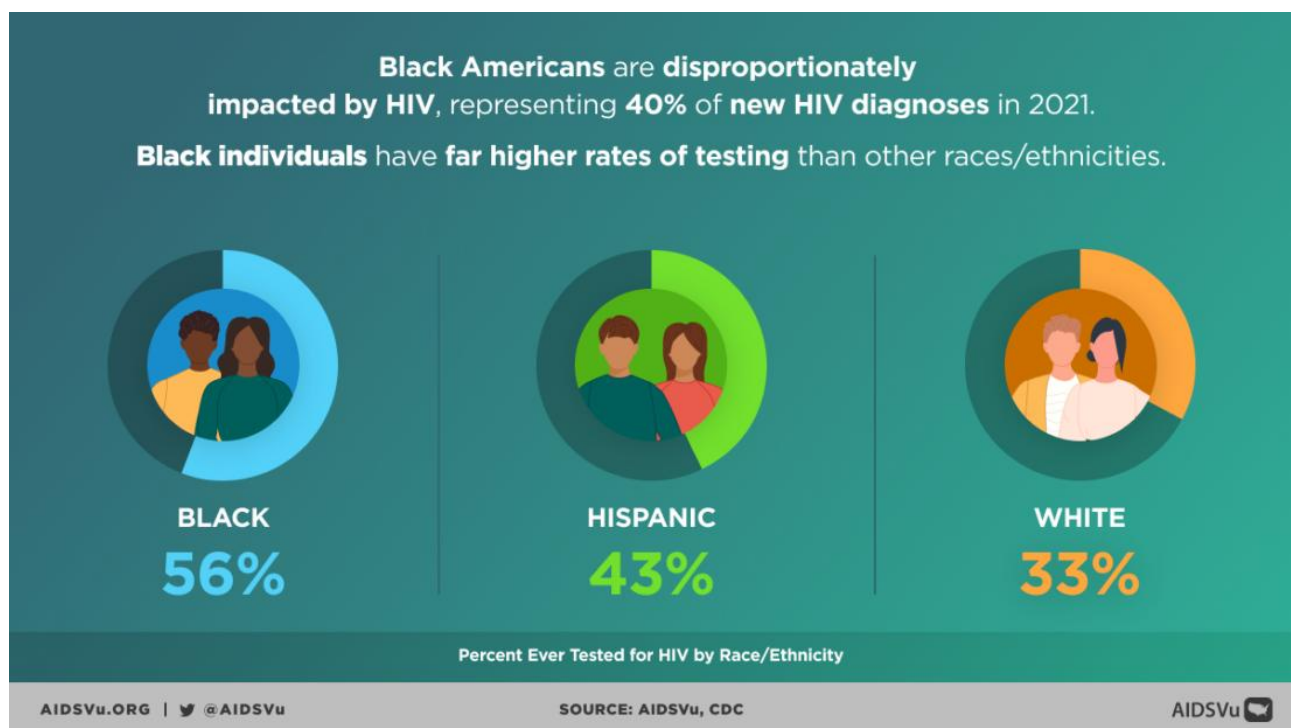 Black Americans are disproportionately
impacted by HIV, representing 40% of new HIV diagnoses in 2021.
Black individuals have far higher rates of testing than other races/ethnicities.
BLACK
56%
HISPANIC
43%
WHITE
33%
Percent Ever Tested for HIV by Race/Ethnicity
AIDSVu.ORG | @AIDSVu
SOURCE: AIDSVu, CDC
AIDSVu